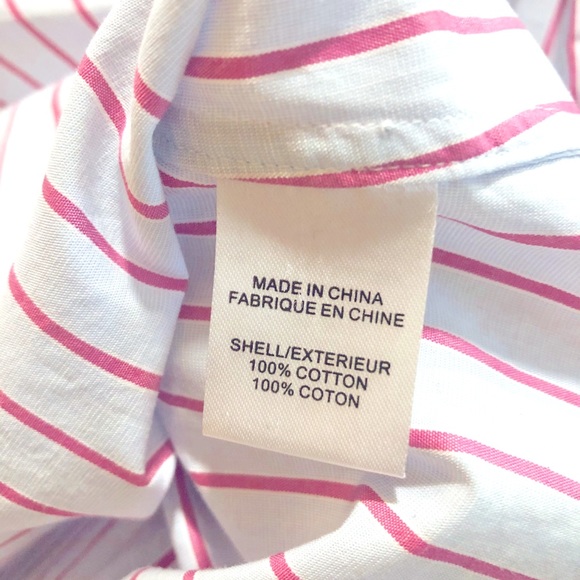 MADE IN CHINA
FABRIQUE EN CHINE
SHELL/EXTERIEUR
100% COTTON
100% COTON